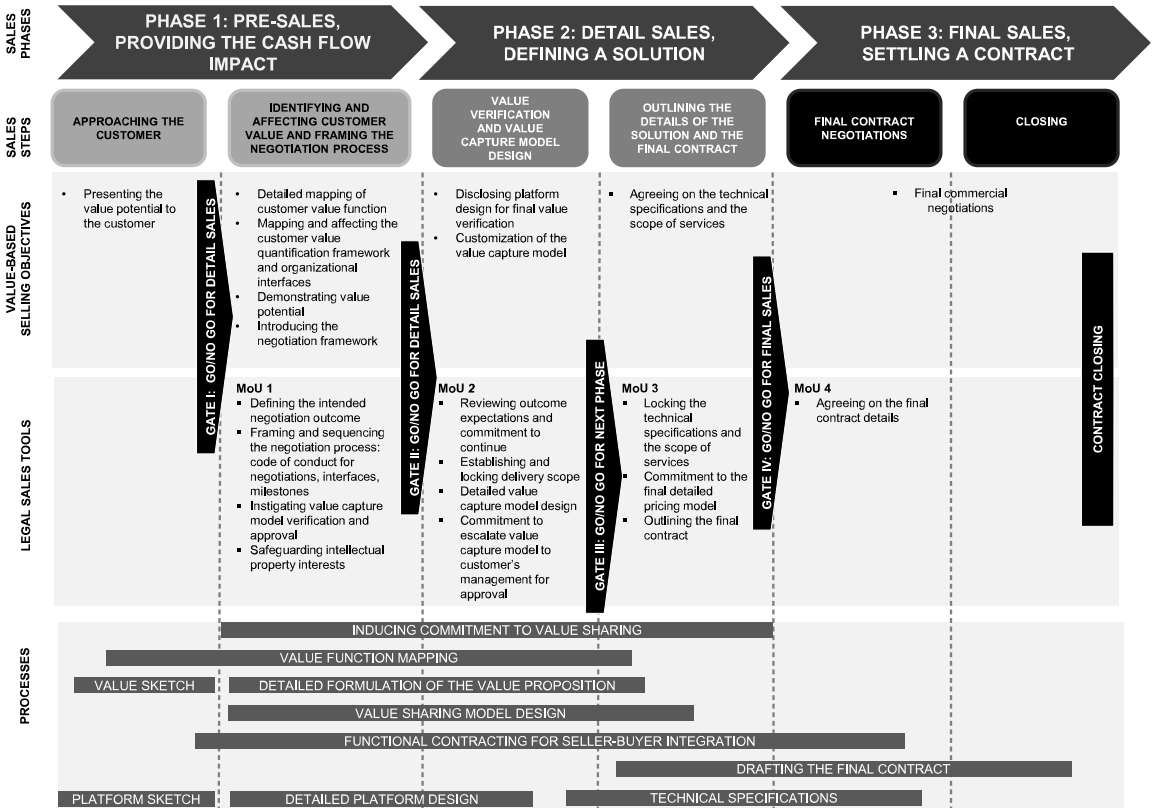 SALES
PHASES
PHASE 1: PRE-SALES,
PROVIDING THE CASH FLOW
IMPACT
PHASE 2: DETAIL SALES,
DEFINING A SOLUTION
PHASE 3: FINAL SALES,
SETTLING A CONTRACT
SALES
STEPS
APPROACHING THE
CUSTOMER
IDENTIFYING AND
AFFECTING CUSTOMER
VALUE AND FRAMING THE
NEGOTIATION PROCESS
VALUE
VERIFICATION
AND VALUE
CAPTURE MODEL
DESIGN
OUTLINING THE
DETAILS OF THE
SOLUTION AND THE
FINAL CONTRACT
FINAL CONTRACT
NEGOTIATIONS
CLOSING
VALUE-BASED
SELLING OBJECTIVES
• Presenting the
value potential to
the customer
GATE I: GO/NO GO FOR DETAIL SALES
• Detailed mapping of
customer value function
• Mapping and affecting the
customer value
quantification framework
and organizational
interfaces
• Demonstrating value
potential
• Introducing the
negotiation framework
GATE II: GO/NO GO FOR DETAIL SALES
• Disclosing platform
design for final value
verification
• Customization of the
value capture model
GATE III: GO/NO GO FOR NEXT PHASE
▪ Agreeing on the technical
specifications and the
scope of services
GATE IV: GO/NO GO FOR FINAL SALES
▪ Final commercial
negotiations
CONTRACT CLOSING
LEGAL SALES TOOLS
MoU 1
▪ Defining the intended
negotiation outcome
▪ Framing and sequencing
the negotiation process:
code of conduct for
negotiations, interfaces,
milestones
▪ Instigating value capture
model verification and
approval
▪ Safeguarding intellectual
property interests
MoU 2
▪ Reviewing outcome
expectations and
commitment to
continue
▪ Establishing and
locking delivery scope
▪ Detailed value
capture model design
▪ Commitment to
escalate value
capture model to
customer's
management for
approval
MoU 3
▪ Locking the
technical
specifications and
the scope of
services
▪ Commitment to the
final detailed
pricing model
▪ Outlining the final
contract
MoU 4
▪ Agreeing on the final
contract details
PROCESSES
INDUCING COMMITMENT TO VALUE SHARING
VALUE FUNCTION MAPPING
VALUE SKETCH
DETAILED FORMULATION OF THE VALUE PROPOSITION
VALUE SHARING MODEL DESIGN
FUNCTIONAL CONTRACTING FOR SELLER-BUYER INTEGRATION
DRAFTING THE FINAL CONTRACT
PLATFORM SKETCH
DETAILED PLATFORM DESIGN
TECHNICAL SPECIFICATIONS